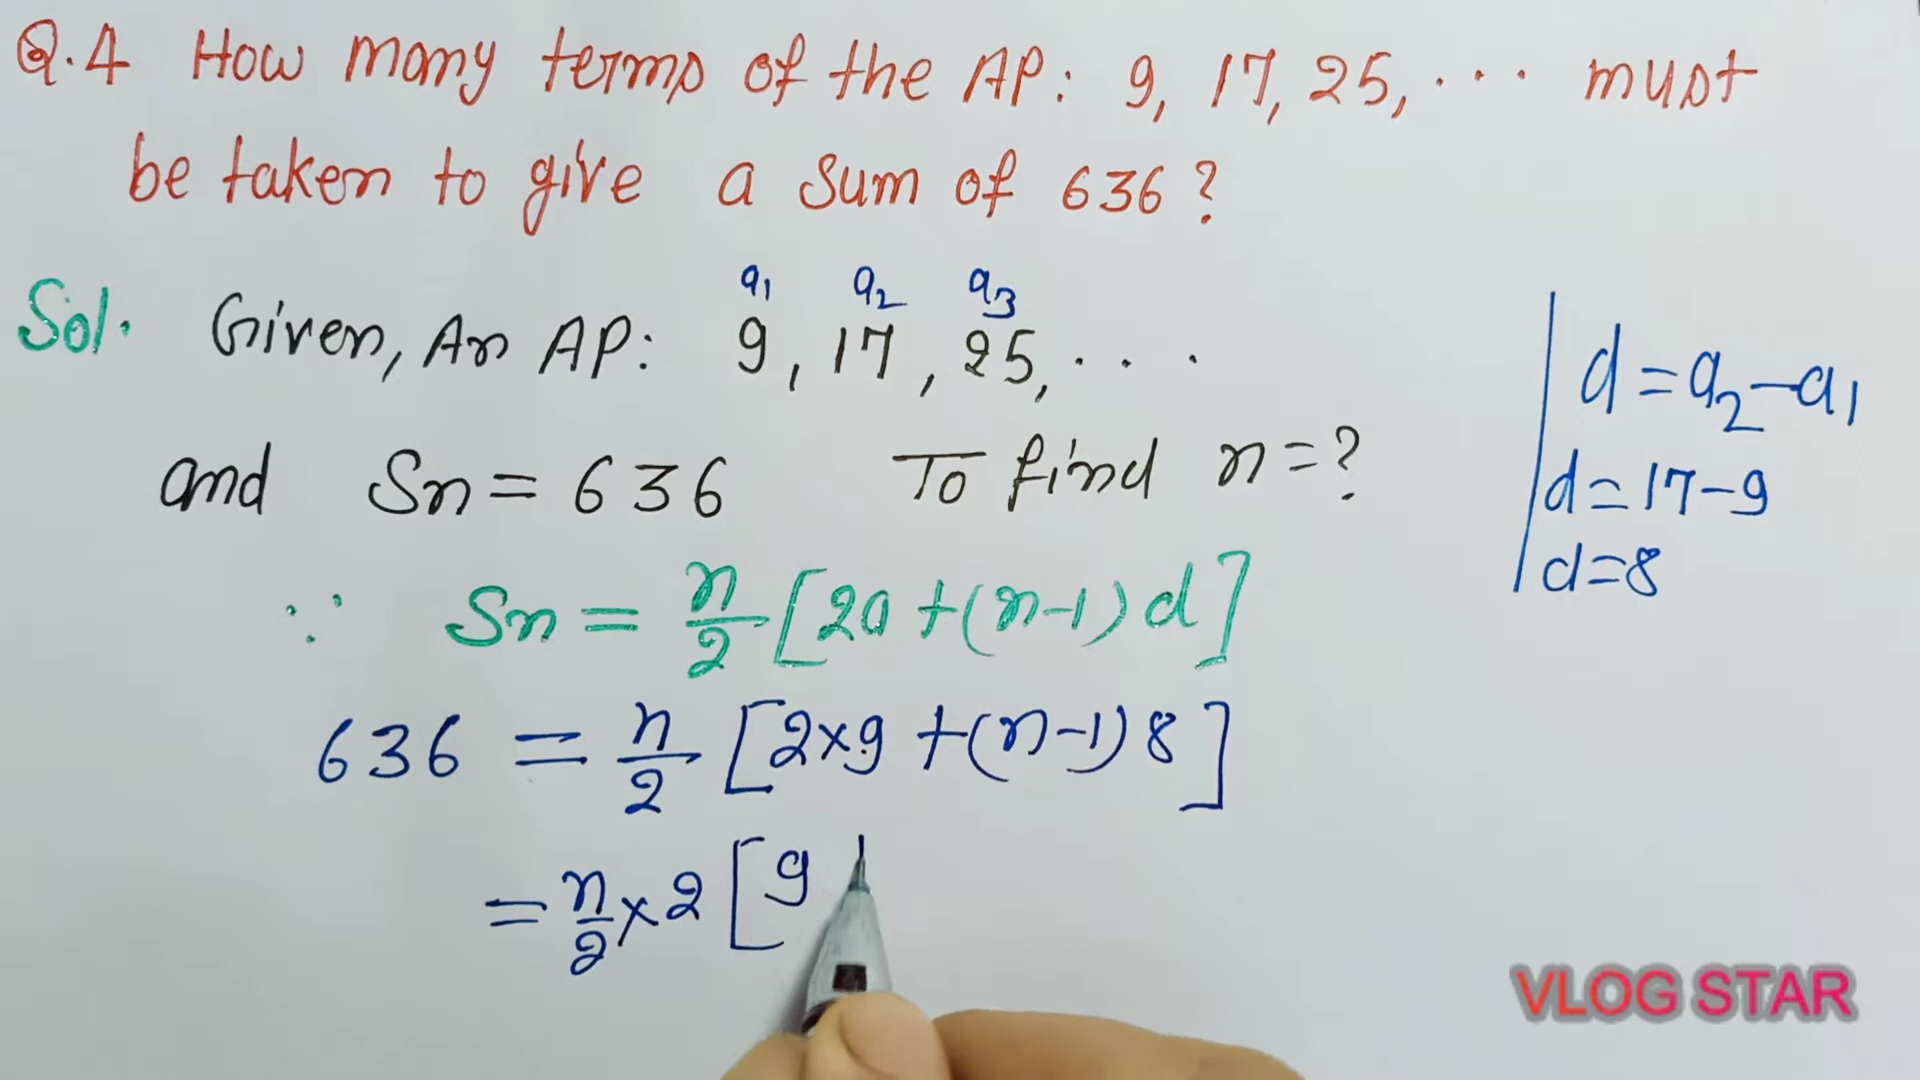 Q.4 How many terms of the AP: 9, 17, 25, ... must
be taken to give a sum of 636?
a1 a2 a3
Sol. Given, An AP: 9, 17, 25, ...
d=a2-a1
and Sn=636 To find n=?
d=17-9
d=8
∵ Sn = n/2 [2a+(n-1)d]
636 = n/2 [2×9+(n-1)8]
= n/2×2 [9
VLOG STAR